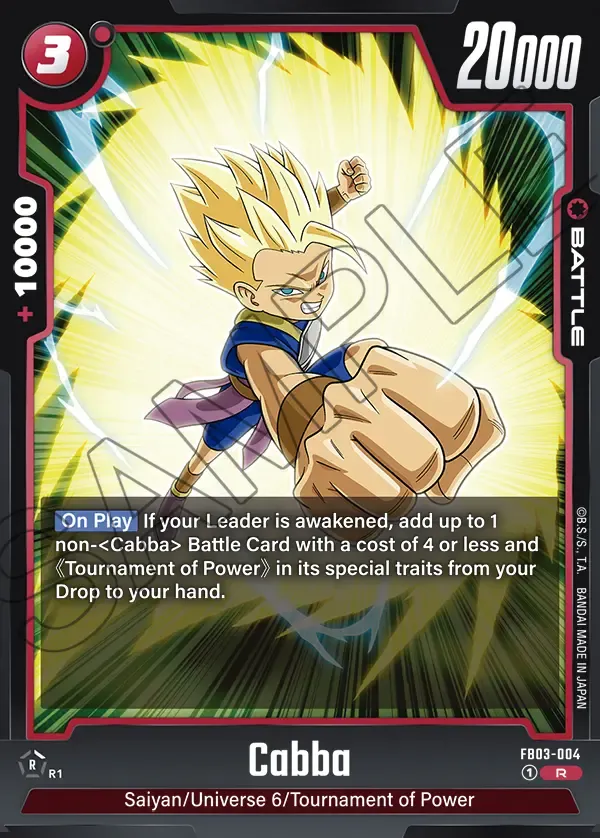 3
20000
+ 10000
BATTLE
SAMPLE
On Play If your Leader is awakened, add up to 1
non-<Cabba> Battle Card with a cost of 4 or less and
《Tournament of Power》 in its special traits from your
Drop to your hand.
©B.S./S., T.A. BANDAI MADE IN JAPAN
R R1
Cabba
FB03-004
1 R
Saiyan/Universe 6/Tournament of Power